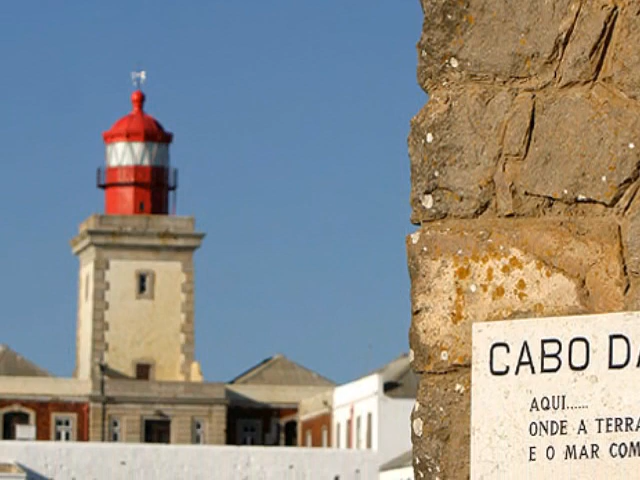 CABO DA
AQUI......
ONDE A TERRA
E O MAR COM